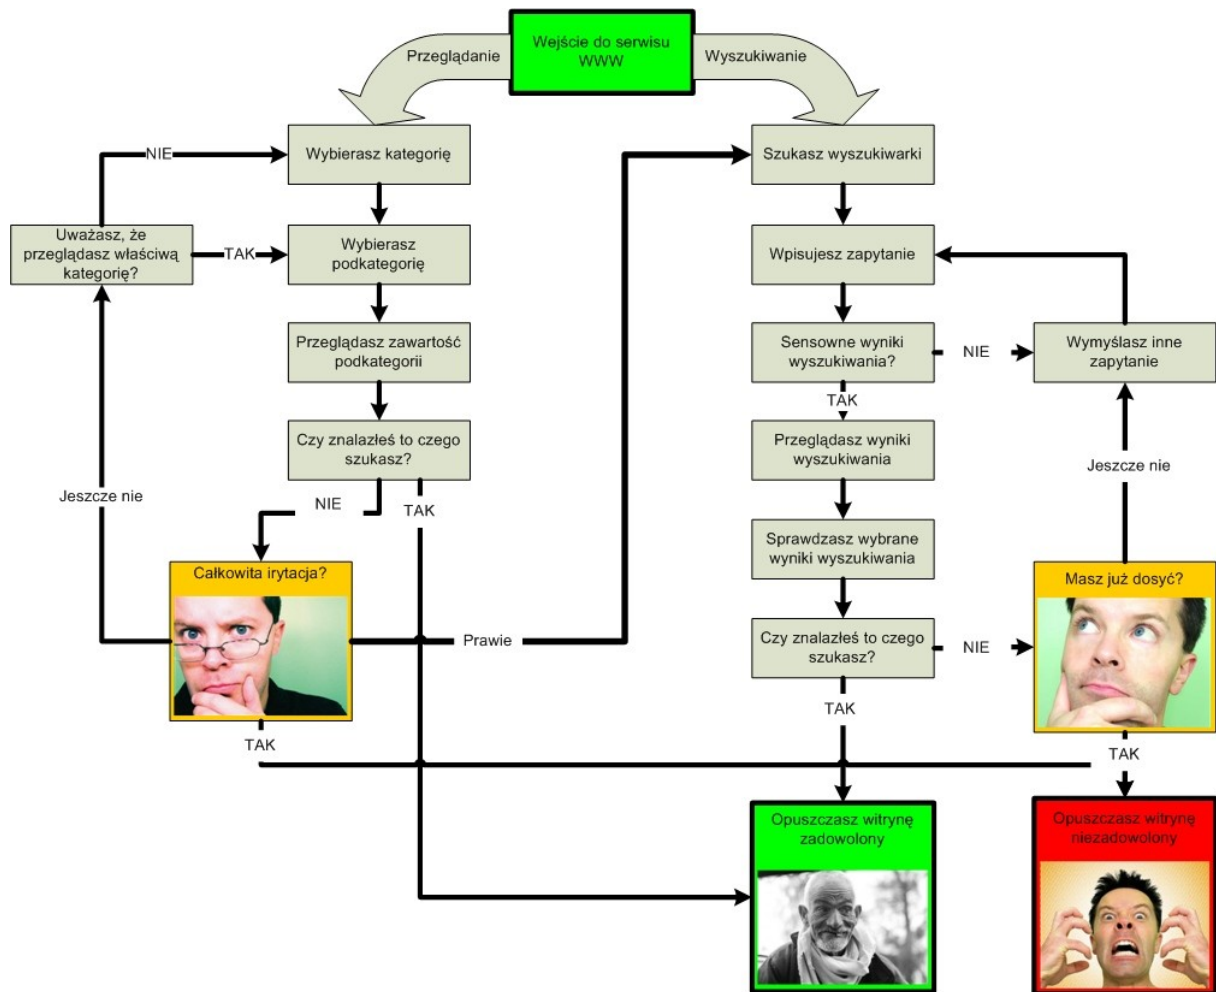 Wejście do serwisu
WWW
Przeglądanie
Wyszukiwanie
NIE
Wybierasz kategorię
Szukasz wyszukiwarki
Uważasz, że
przeglądasz właściwą
kategorię?
TAK
Wybierasz
podkategorię
Wpisujesz zapytanie
Przeglądasz zawartość
podkategorii
Sensowne wyniki
wyszukiwania?
NIE
Wymyślasz inne
zapytanie
TAK
Czy znalazłeś to czego
szukasz?
Przeglądasz wyniki
wyszukiwania
Jeszcze nie
Jeszcze nie
NIE
TAK
Sprawdzasz wybrane
wyniki wyszukiwania
Całkowita irytacja?
Masz już dosyć?
Prawie
Czy znalazłeś to czego
szukasz?
NIE
TAK
TAK
TAK
Opuszczasz witrynę
zadowolony
Opuszczasz witrynę
niezadowolony